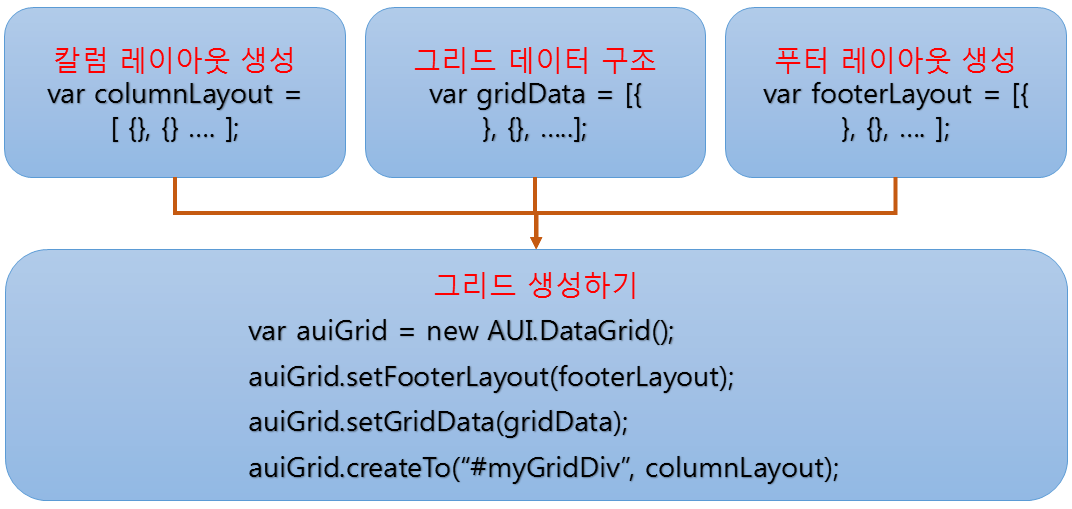 칼럼 레이아웃 생성
var columnLayout =
[ {}, {} .... ];
그리드 데이터 구조
var gridData = [{
}, {}, .....];
푸터 레이아웃 생성
var footerLayout = [{
}, {}, .... ];
그리드 생성하기
var auiGrid = new AUI.DataGrid();
auiGrid.setFooterLayout(footerLayout);
auiGrid.setGridData(gridData);
auiGrid.createTo(“#myGridDiv”, columnLayout);